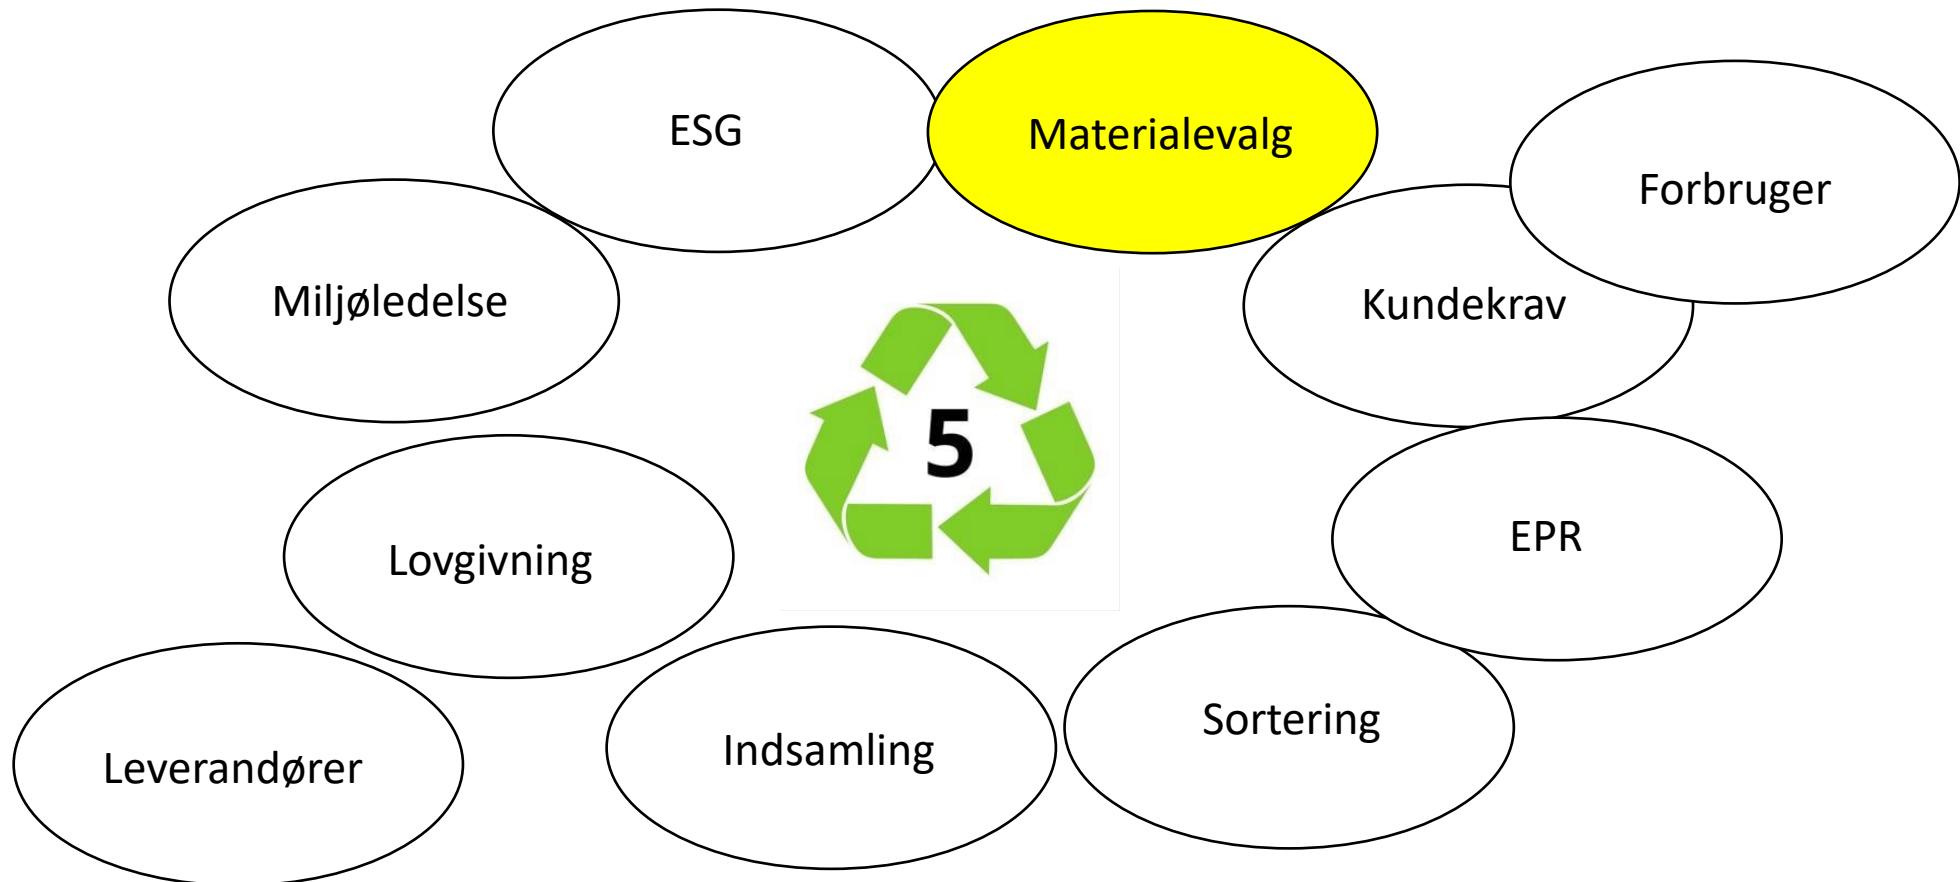 ESG
Materialevalg
Forbruger
Miljøledelse
Kundekrav
5
EPR
Lovgivning
Sortering
Indsamling
Leverandører